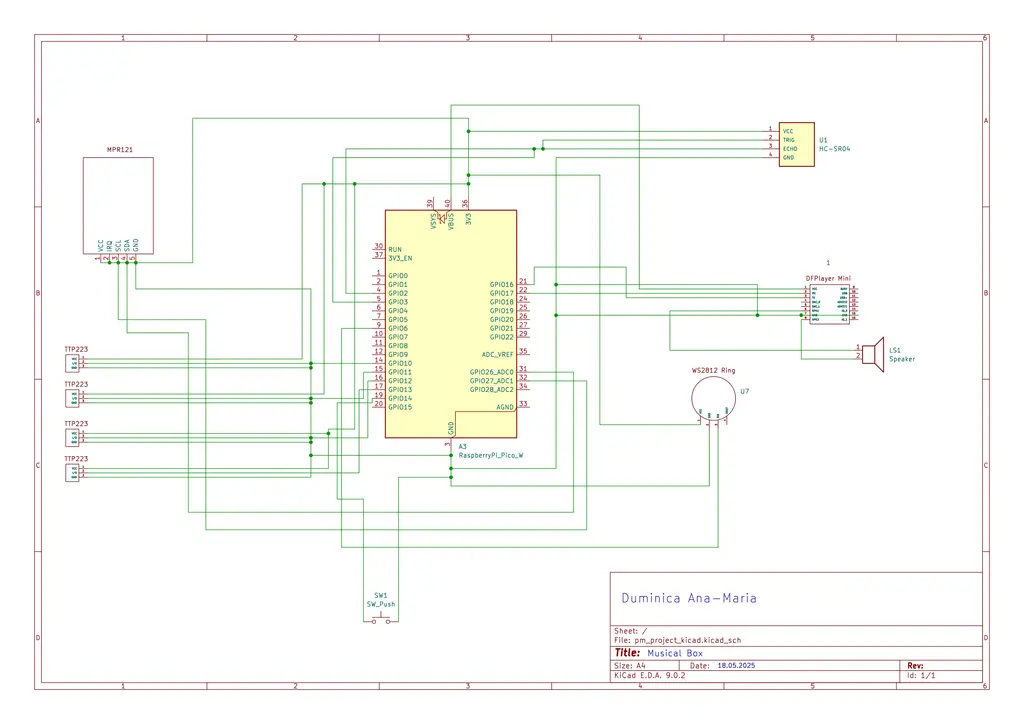 1 2 3 4 5 6
A A
B B
C C
D D
MPR121
VCC
IRQ
SCL
SDA
GND
1 2 3 4 5
39 40 36
VSYS
VBUS
3V3
30 RUN
37 3V3_EN
1 GPIO0
2 GPIO1
4 GPIO2
5 GPIO3
6 GPIO4
7 GPIO5
9 GPIO6
10 GPIO7
11 GPIO8
12 GPIO9
14 GPIO10
15 GPIO11
16 GPIO12
17 GPIO13
19 GPIO14
20 GPIO15
GPIO16 21
GPIO17 22
GPIO18 24
GPIO19 25
GPIO20 26
GPIO21 27
GPIO22 29
ADC_VREF 35
GPIO26_ADC0 31
GPIO27_ADC1 32
GPIO28_ADC2 34
AGND 33
GND
3
A3
RaspberryPi_Pico_W
1 VCC
2 TRIG
3 ECHO
4 GND
U1
HC-SR04
1
DFPlayer Mini
1
2
LS1
Speaker
WS2812 Ring
U7
TTP223
TTP223
TTP223
TTP223
SW1
SW_Push
Duminica Ana-Maria
Sheet: /
File: pm_project_kicad.kicad_sch
Title: Musical Box
Size: A4 Date: 18.05.2025 Rev:
KiCad E.D.A. 9.0.2 Id: 1/1
1 2 3 4 5 6